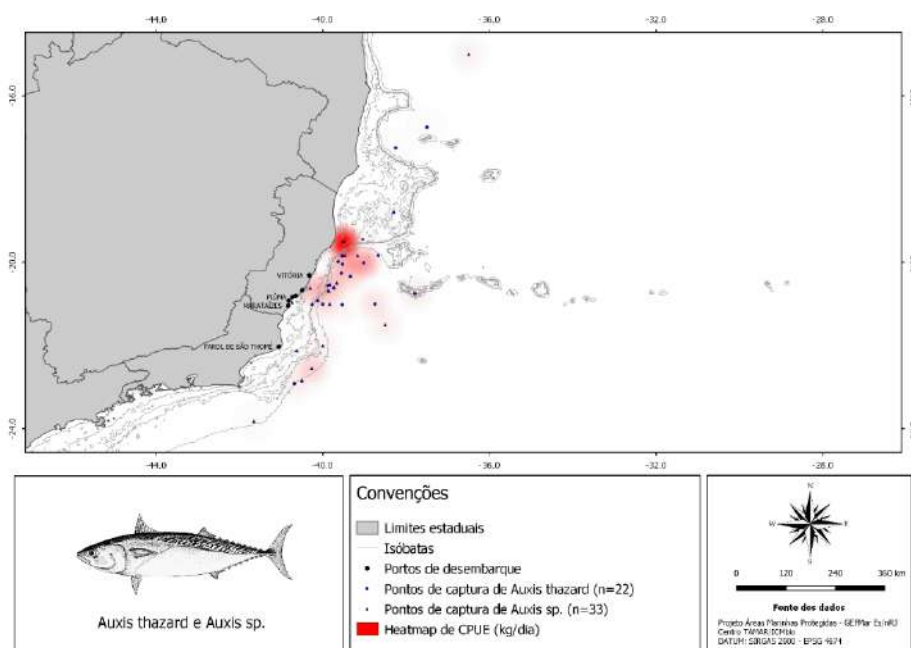 -44.0 -40.0 -36.0 -32.0 -28.0
-16.0
-20.0
-24.0
VITÓRIA
PIÚMA
MARATAÍZES
FAROL DE SÃO THOMÉ
-44.0 -40.0 -36.0 -32.0 -28.0
Auxis thazard e Auxis sp.
Convenções
Limites estaduais
Isóbatas
Portos de desembarque
Pontos de captura de Auxis thazard (n=22)
Pontos de captura de Auxis sp. (n=33)
Heatmap de CPUE (kg/dia)
N
W E
S
0 120 240 360 km
Fonte dos dados
Projeto Áreas Marinhas Protegidas - GEFMar Es/nRJ
Centro TAMAR/ICMbio
DATUM: SIRGAS 2000 - EPSG 4674